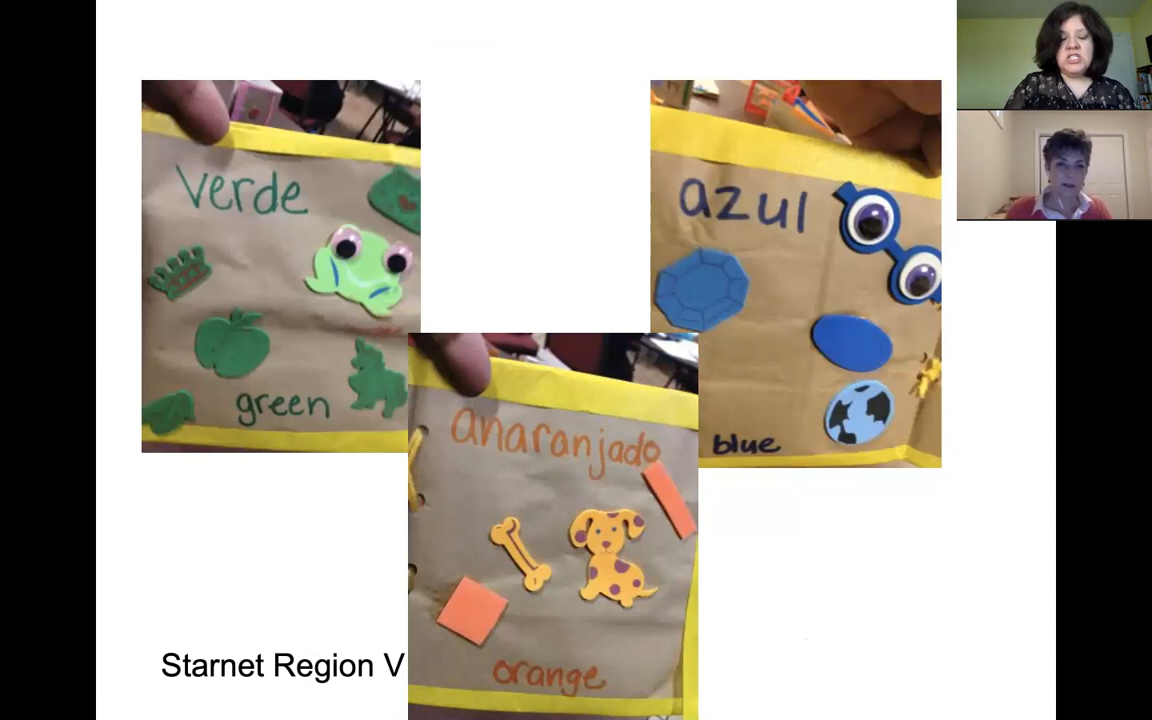 verde
green
anaranjado
orange
azul
blue
Starnet Region V